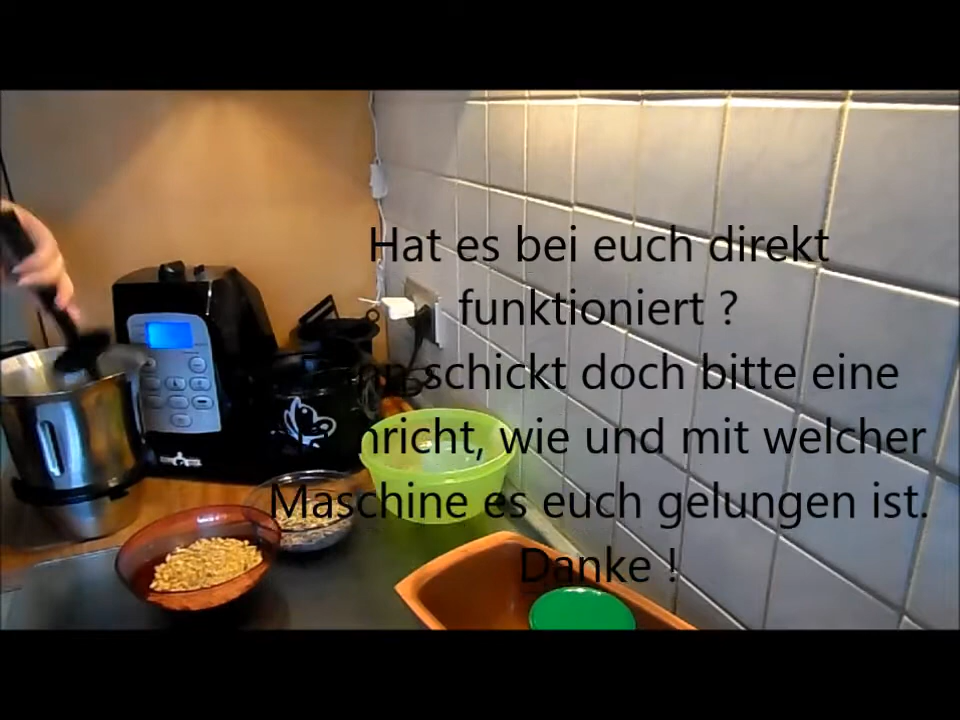 Hat es bei euch direkt
funktioniert ?
schickt doch bitte eine
wie und mit welcher
Maschine es euch gelungen ist.
Danke !